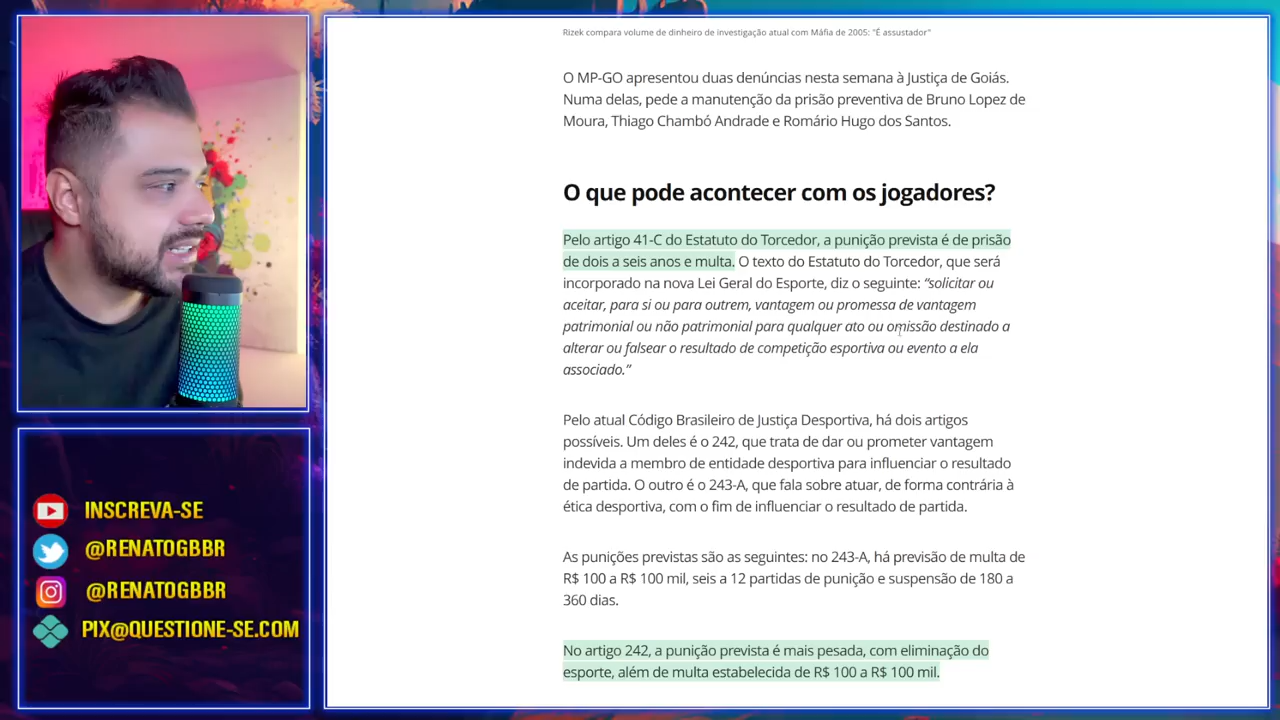 Rizek compara volume de dinheiro de investigação atual com Máfia de 2005: "É assustador"
O MP-GO apresentou duas denúncias nesta semana à Justiça de Goiás.
Numa delas, pede a manutenção da prisão preventiva de Bruno Lopez de
Moura, Thiago Chambó Andrade e Romário Hugo dos Santos.
O que pode acontecer com os jogadores?
Pelo artigo 41-C do Estatuto do Torcedor, a punição prevista é de prisão
de dois a seis anos e multa. O texto do Estatuto do Torcedor, que será
incorporado na nova Lei Geral do Esporte, diz o seguinte: “solicitar ou
aceitar, para si ou para outrem, vantagem ou promessa de vantagem
patrimonial ou não patrimonial para qualquer ato ou omissão destinado a
alterar ou falsear o resultado de competição esportiva ou evento a ela
associado.”
Pelo atual Código Brasileiro de Justiça Desportiva, há dois artigos
possíveis. Um deles é o 242, que trata de dar ou prometer vantagem
indevida a membro de entidade desportiva para influenciar o resultado
de partida. O outro é o 243-A, que fala sobre atuar, de forma contrária à
ética desportiva, com o fim de influenciar o resultado de partida.
As punições previstas são as seguintes: no 243-A, há previsão de multa de
R$ 100 a R$ 100 mil, seis a 12 partidas de punição e suspensão de 180 a
360 dias.
No artigo 242, a punição prevista é mais pesada, com eliminação do
esporte, além de multa estabelecida de R$ 100 a R$ 100 mil.
INSCREVA-SE
@RENATOGBBR
@RENATOGBBR
PIX@QUESTIONE-SE.COM